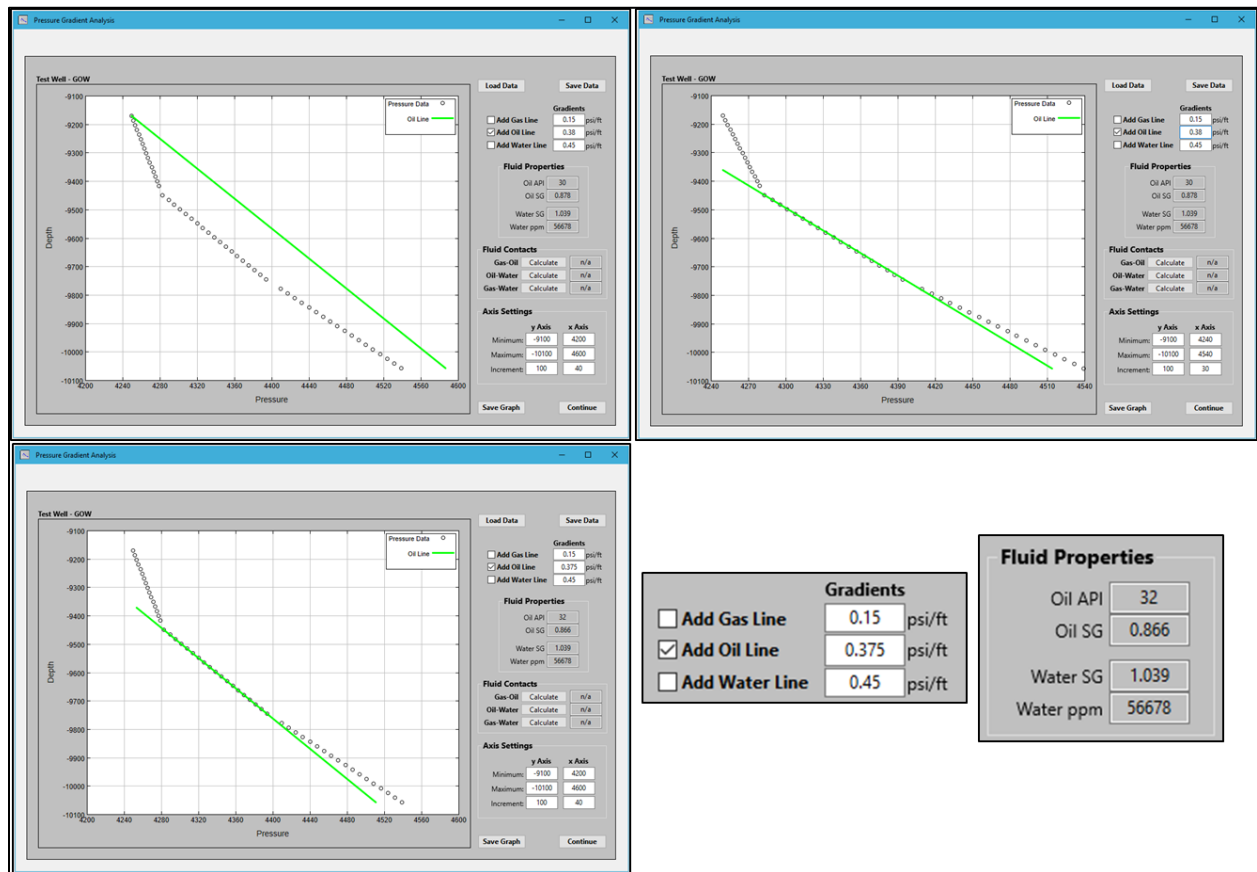 Pressure Gradient Analysis
Test Well - GOW
Load Data Save Data
Pressure Data
Oil Line
Gradients
Add Gas Line 0.15 psi/ft
Add Oil Line 0.38 psi/ft
Add Water Line 0.45 psi/ft
Fluid Properties
Oil API 30
Oil SG 0.878
Water SG 1.039
Water ppm 56678
Fluid Contacts
Gas-Oil Calculate n/a
Oil-Water Calculate n/a
Gas-Water Calculate n/a
Axis Settings
y Axis x Axis
Minimum: -9100 4200
Maximum: -10100 4600
Increment: 100 40
Save Graph Continue
-9100
-9200
-9300
-9400
-9500
-9600
-9700
-9800
-9900
-10000
-10100
Depth
4200 4240 4280 4320 4360 4400 4440 4480 4520 4560 4600
Pressure
Pressure Gradient Analysis
Test Well - GOW
Load Data Save Data
Pressure Data
Oil Line
Gradients
Add Gas Line 0.15 psi/ft
Add Oil Line 0.38 psi/ft
Add Water Line 0.45 psi/ft
Fluid Properties
Oil API 30
Oil SG 0.878
Water SG 1.039
Water ppm 56678
Fluid Contacts
Gas-Oil Calculate n/a
Oil-Water Calculate n/a
Gas-Water Calculate n/a
Axis Settings
y Axis x Axis
Minimum: -9100 4240
Maximum: -10100 4540
Increment: 100 30
Save Graph Continue
-9100
-9200
-9300
-9400
-9500
-9600
-9700
-9800
-9900
-10000
-10100
Depth
4240 4270 4300 4330 4360 4390 4420 4450 4480 4510 4540
Pressure
Pressure Gradient Analysis
Test Well - GOW
Load Data Save Data
Pressure Data
Oil Line
Gradients
Add Gas Line 0.15 psi/ft
Add Oil Line 0.375 psi/ft
Add Water Line 0.45 psi/ft
Fluid Properties
Oil API 32
Oil SG 0.866
Water SG 1.039
Water ppm 56678
Fluid Contacts
Gas-Oil Calculate n/a
Oil-Water Calculate n/a
Gas-Water Calculate n/a
Axis Settings
y Axis x Axis
Minimum: -9100 4200
Maximum: -10100 4600
Increment: 100 40
Save Graph Continue
-9100
-9200
-9300
-9400
-9500
-9600
-9700
-9800
-9900
-10000
-10100
Depth
4200 4240 4280 4320 4360 4400 4440 4480 4520 4560 4600
Pressure
Gradients
Add Gas Line 0.15 psi/ft
Add Oil Line 0.375 psi/ft
Add Water Line 0.45 psi/ft
Fluid Properties
Oil API 32
Oil SG 0.866
Water SG 1.039
Water ppm 56678